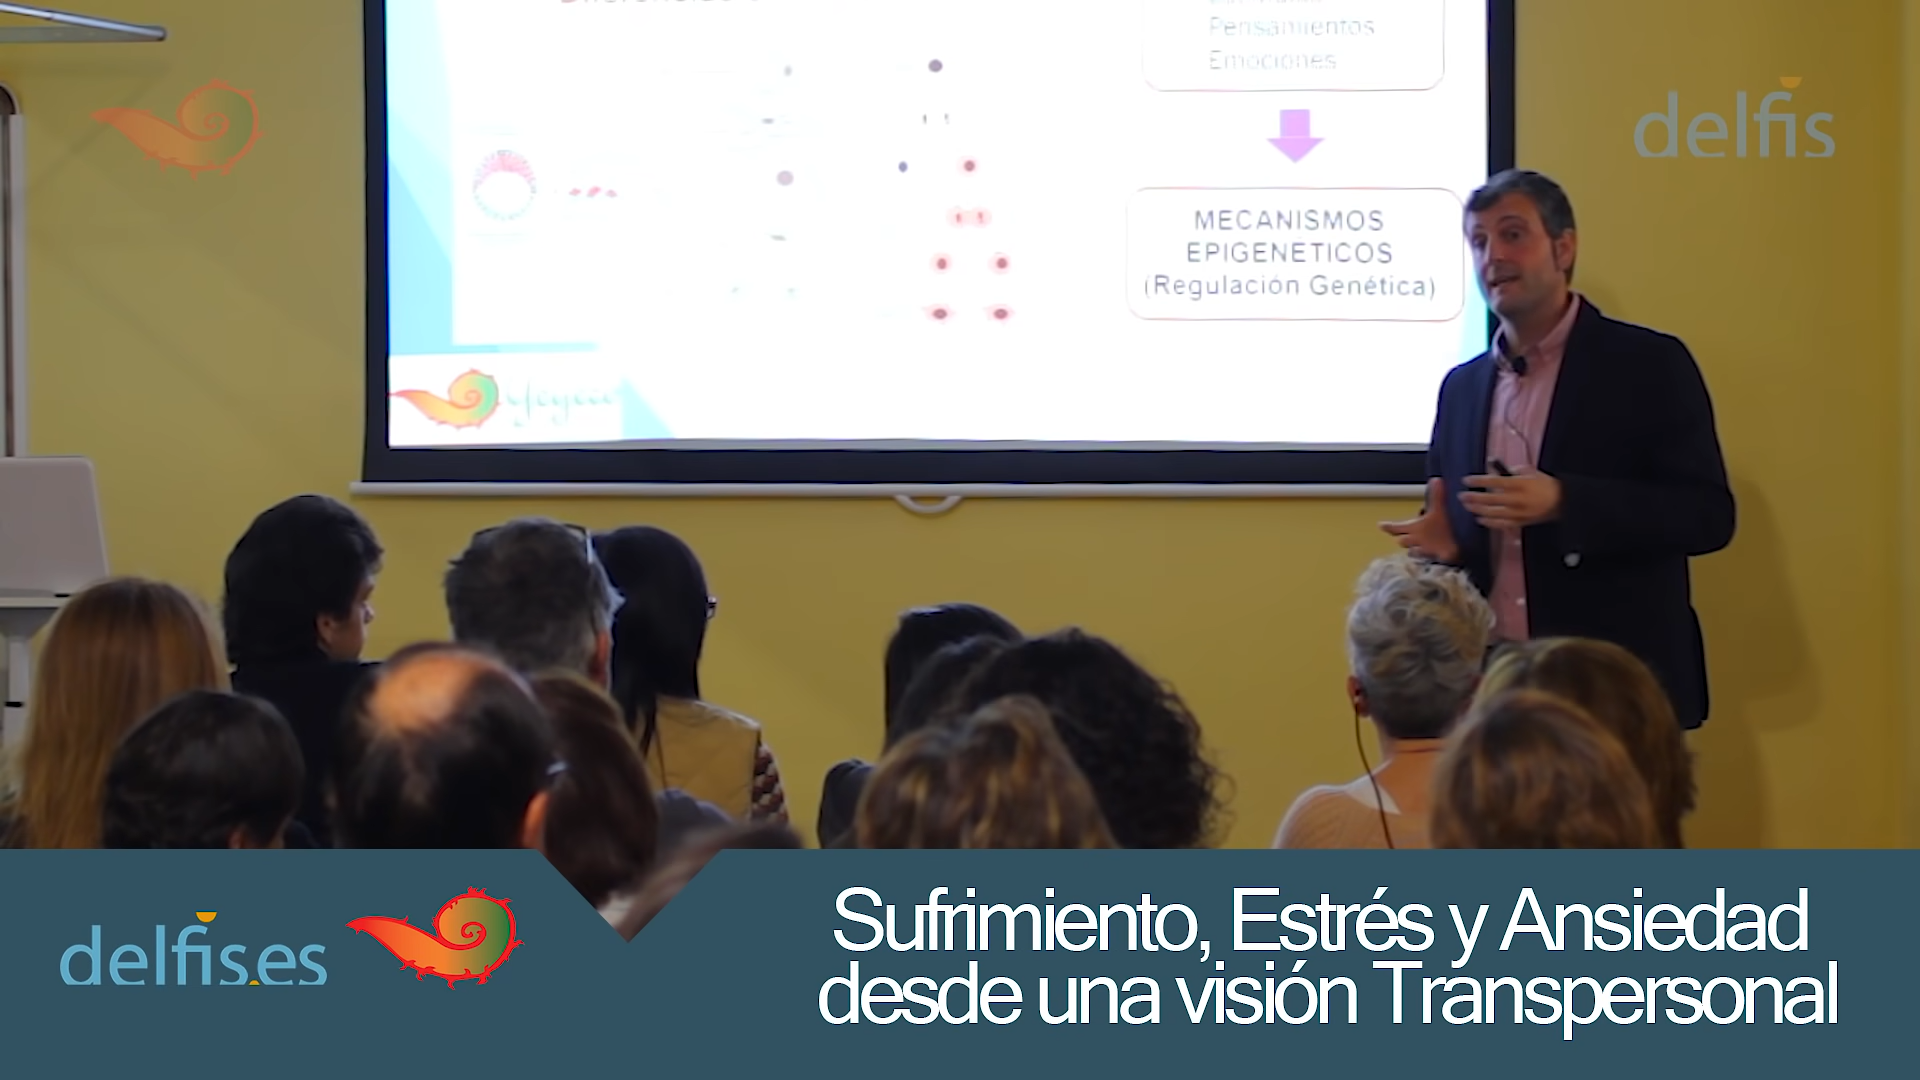 Pensamientos
Emociones
delfis
MECANISMOS
EPIGENETICOS
(Regulación Genética)
delfis.es
Sufrimiento, Estrés y Ansiedad
desde una visión Transpersonal